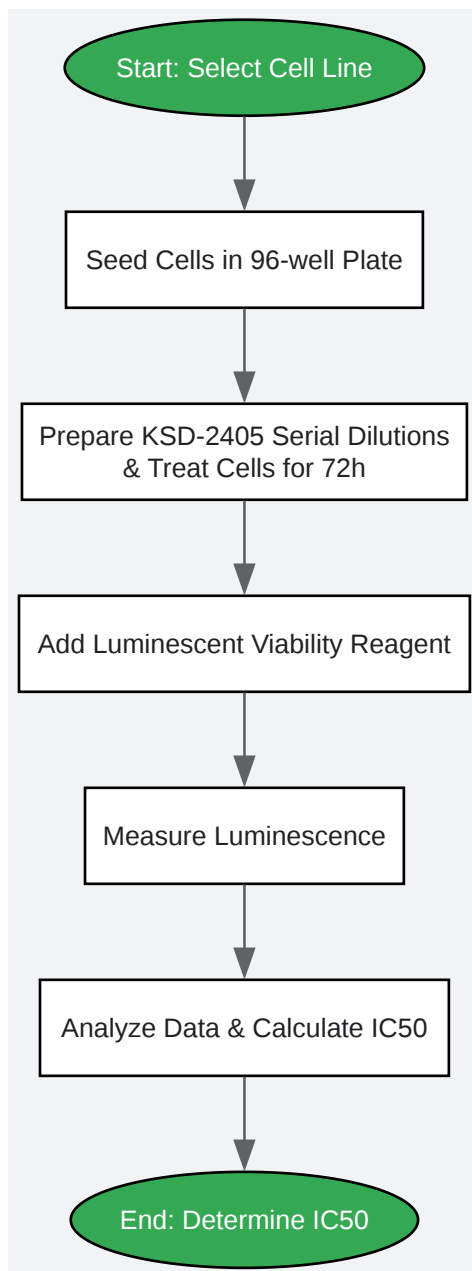 Start: Select Cell Line
Seed Cells in 96-well Plate
Prepare KSD-2405 Serial Dilutions
& Treat Cells for 72h
Add Luminescent Viability Reagent
Measure Luminescence
Analyze Data & Calculate IC50
End: Determine IC50